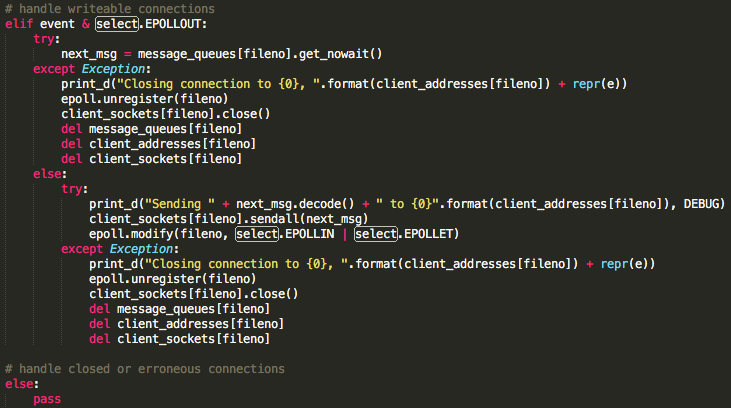 # handle writeable connections
elif event & select.EPOLLOUT:
    try:
        next_msg = message_queues[fileno].get_nowait()
    except Exception:
        print_d("Closing connection to {0}, ".format(client_addresses[fileno]) + repr(e))
        epoll.unregister(fileno)
        client_sockets[fileno].close()
        del message_queues[fileno]
        del client_addresses[fileno]
        del client_sockets[fileno]
    else:
        try:
            print_d("Sending " + next_msg.decode() + " to {0}".format(client_addresses[fileno]), DEBUG)
            client_sockets[fileno].sendall(next_msg)
            epoll.modify(fileno, select.EPOLLIN | select.EPOLLET)
        except Exception:
            print_d("Closing connection to {0}, ".format(client_addresses[fileno]) + repr(e))
            epoll.unregister(fileno)
            client_sockets[fileno].close()
            del message_queues[fileno]
            del client_addresses[fileno]
            del client_sockets[fileno]
# handle closed or erroneous connections
else:
    pass